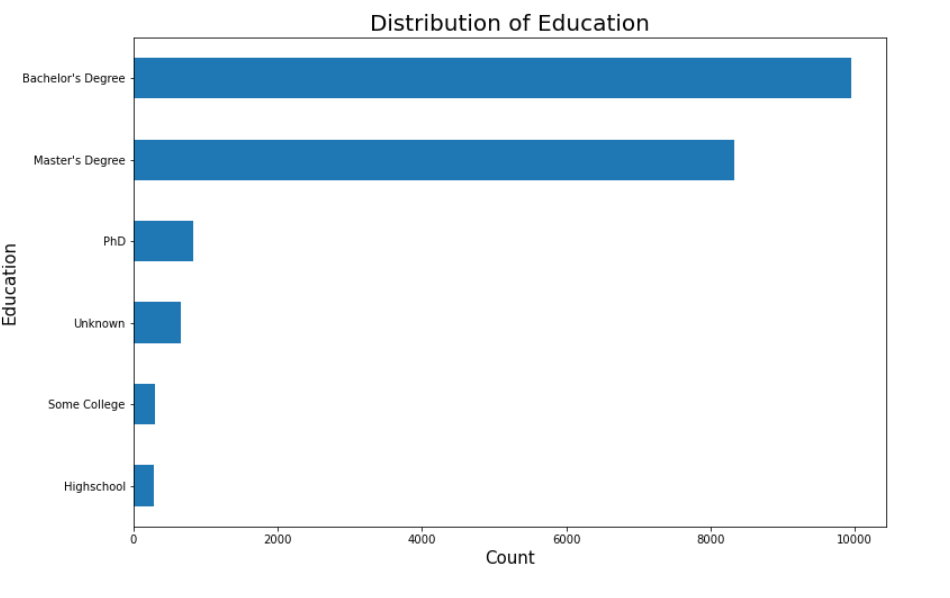 Distribution of Education
Bachelor's Degree
Master's Degree
PhD
Unknown
Some College
Highschool
Education
0 2000 4000 6000 8000 10000
Count